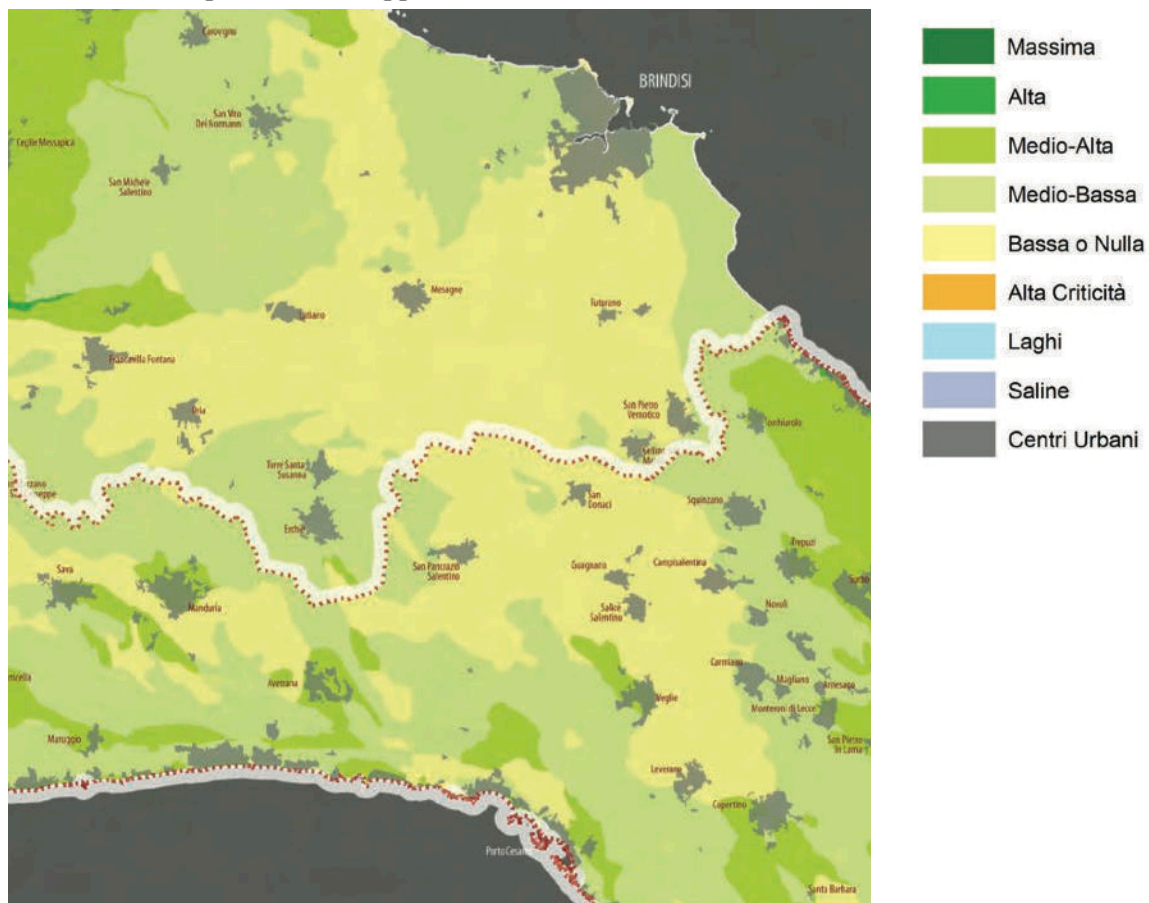 Carovigno
BRINDISI
San Vito
Dei Normanni
Ceglie Messapica
San Michele
Salentino
Mesagne
Latiano
Tuturano
Francavilla Fontana
Oria
San Pietro
Vernotico
Torre Santa
Susanna
San
Donaci
Squinzano
Erchie
San Pancrazio
Salentino
Guagnano
Campi Salentina
Trepuzzi
Sava
Manduria
Salice
Salentino
Novoli
Avetrana
Carmiano
Magliano
Arnesano
Veglie
Monteroni di Lecce
San Pietro
In Lama
Maruggio
Leverano
Copertino
Santa Barbara
Massima
Alta
Medio-Alta
Medio-Bassa
Bassa o Nulla
Alta Criticità
Laghi
Saline
Centri Urbani